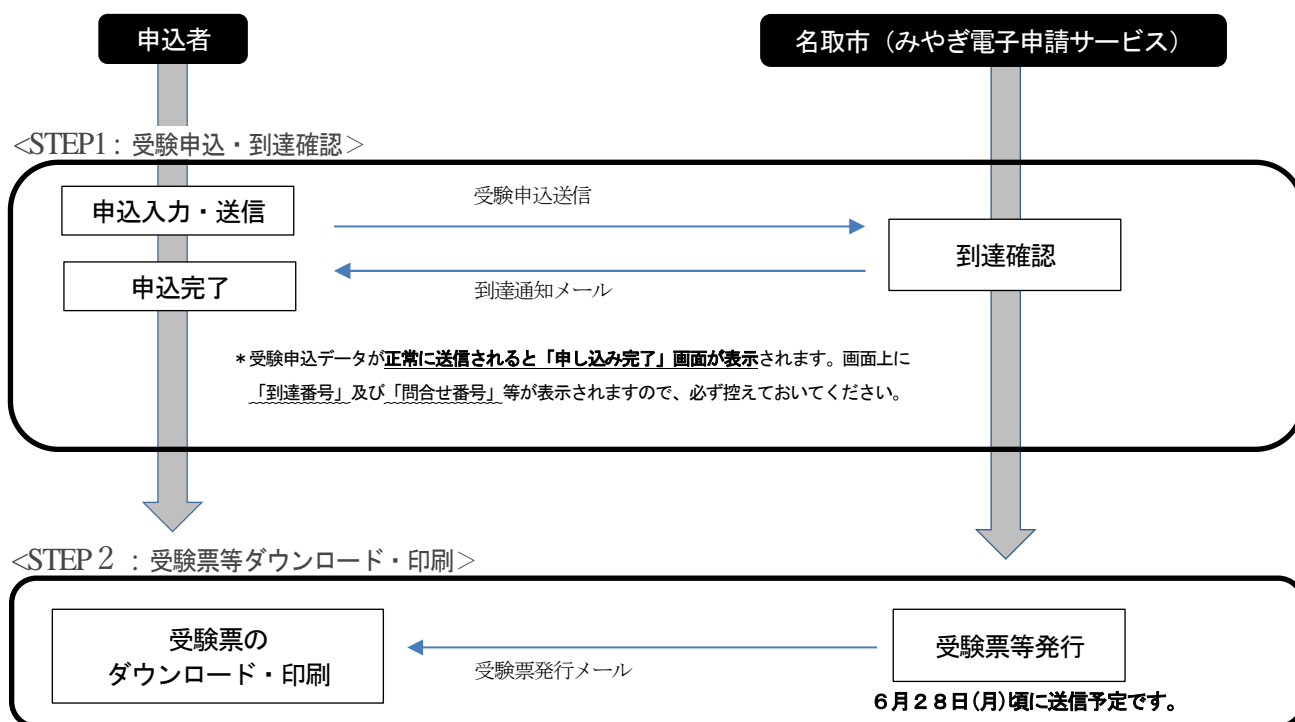 申込者
名取市（みやぎ電子申請サービス）
<STEP1：受験申込・到達確認＞
申込入力・送信
受験申込送信
到達確認
申込完了
到達通知メール
＊受験申込データが正常に送信されると「申し込み完了」画面が表示されます。画面上に
「到達番号」及び「問合せ番号」等が表示されますので、必ず控えておいてください。
<STEP２：受験票等ダウンロード・印刷＞
受験票の
ダウンロード・印刷
受験票発行メール
受験票等発行
６月２８日(月)頃に送信予定です。